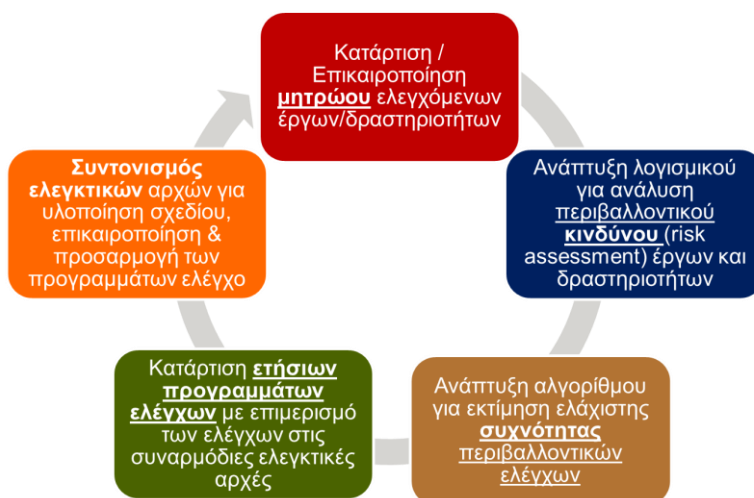 Κατάρτιση /
Επικαιροποίηση
μητρώου ελεγχόμενων
έργων/δραστηριοτήτων
Ανάπτυξη λογισμικού
για ανάλυση
περιβαλλοντικού
κινδύνου (risk
assessment) έργων και
δραστηριοτήτων
Ανάπτυξη αλγορίθμου
για εκτίμηση ελάχιστης
συχνότητας
περιβαλλοντικών
ελέγχων
Κατάρτιση ετήσιων
προγραμμάτων
ελέγχων με επιμερισμό
των ελέγχων στις
συναρμόδιες ελεγκτικές
αρχές
Συντονισμός
ελεγκτικών αρχών για
υλοποίηση σχεδίου,
επικαιροποίηση &
προσαρμογή των
προγραμμάτων ελέγχο